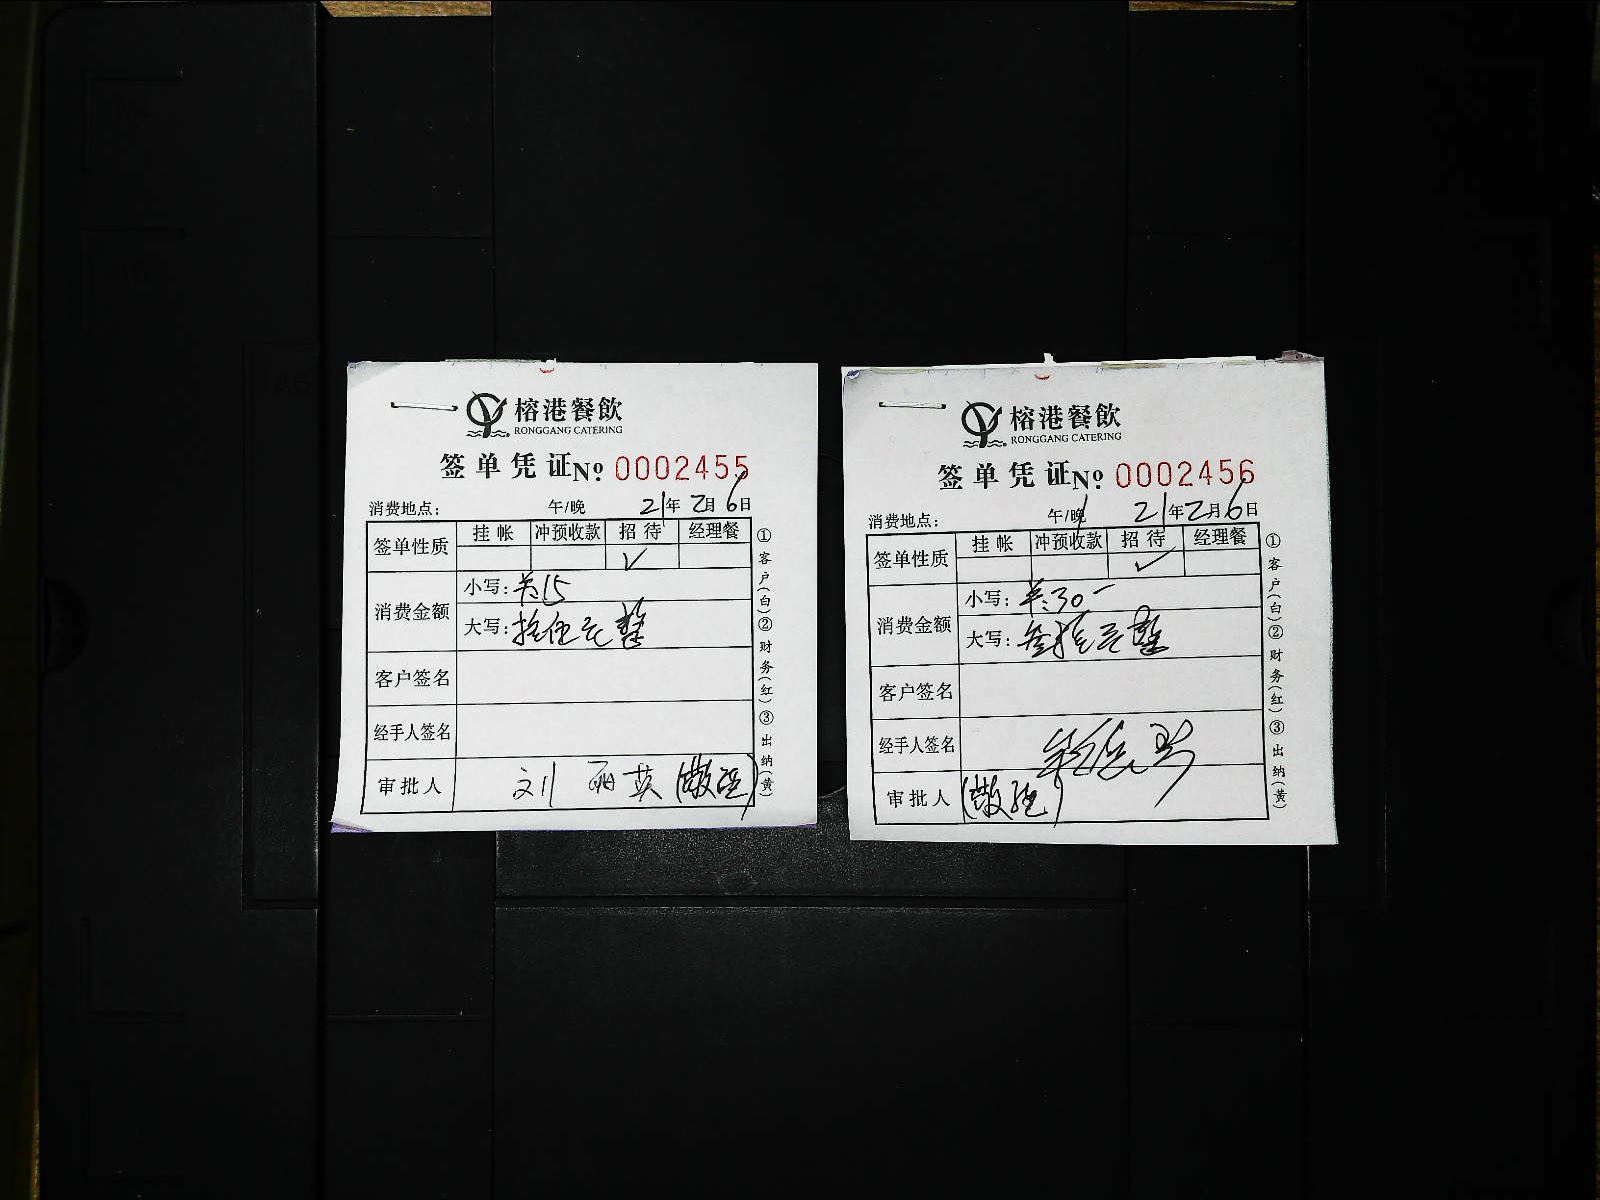 榕港餐飲
RONGGANG CATERING
签单凭证No 0002455
消费地点: 午/晚 21年2月6日
签单性质 挂帐 冲预收款 招待 经理餐
✓
消费金额 小写: 羊:15
大写: 拾伍元整
客户签名
经手人签名
审批人 刘丽英
①客户(白)②财务(红)③出纳(黄)
榕港餐飲
RONGGANG CATERING
签单凭证No 0002456
消费地点: 午/晚 21年2月6日
签单性质 挂帐 冲预收款 招待 经理餐
✓
消费金额 小写: 羊:30-
大写: 叁拾元整
客户签名
经手人签名
审批人
①客户(白)②财务(红)③出纳(黄)